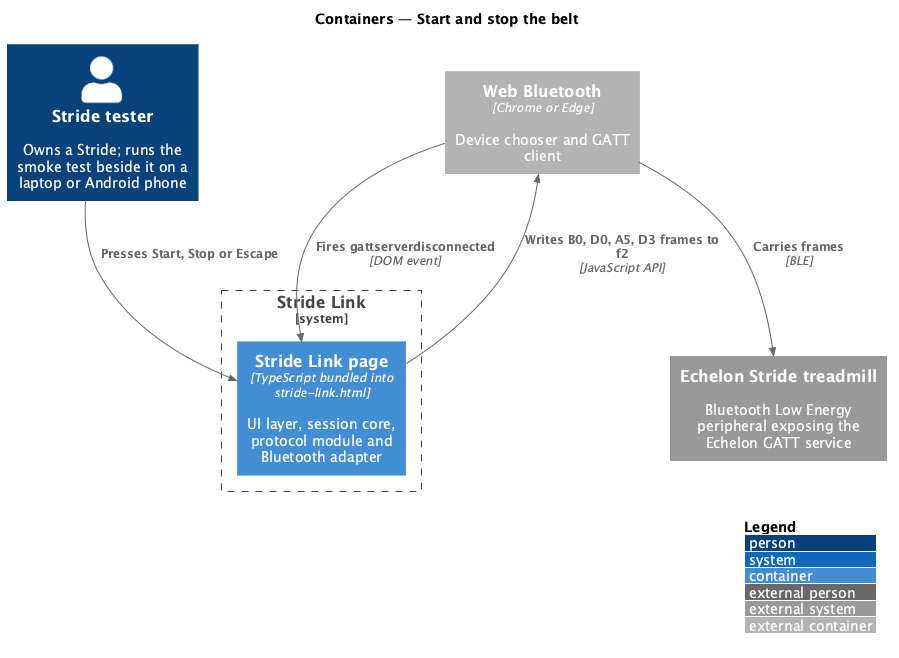 Containers — Start and stop the belt
Stride tester
Owns a Stride; runs the
smoke test beside it on a
laptop or Android phone
Web Bluetooth
[Chrome or Edge]
Device chooser and GATT
client
Presses Start, Stop or Escape
Fires gattserverdisconnected
[DOM event]
Writes B0, D0, A5, D3 frames to
f2
[JavaScript API]
Carries frames
[BLE]
Stride Link
[system]
Stride Link page
[TypeScript bundled into
stride-link.html]
UI layer, session core,
protocol module and
Bluetooth adapter
Echelon Stride treadmill
Bluetooth Low Energy
peripheral exposing the
Echelon GATT service
Legend
person
system
container
external person
external system
external container